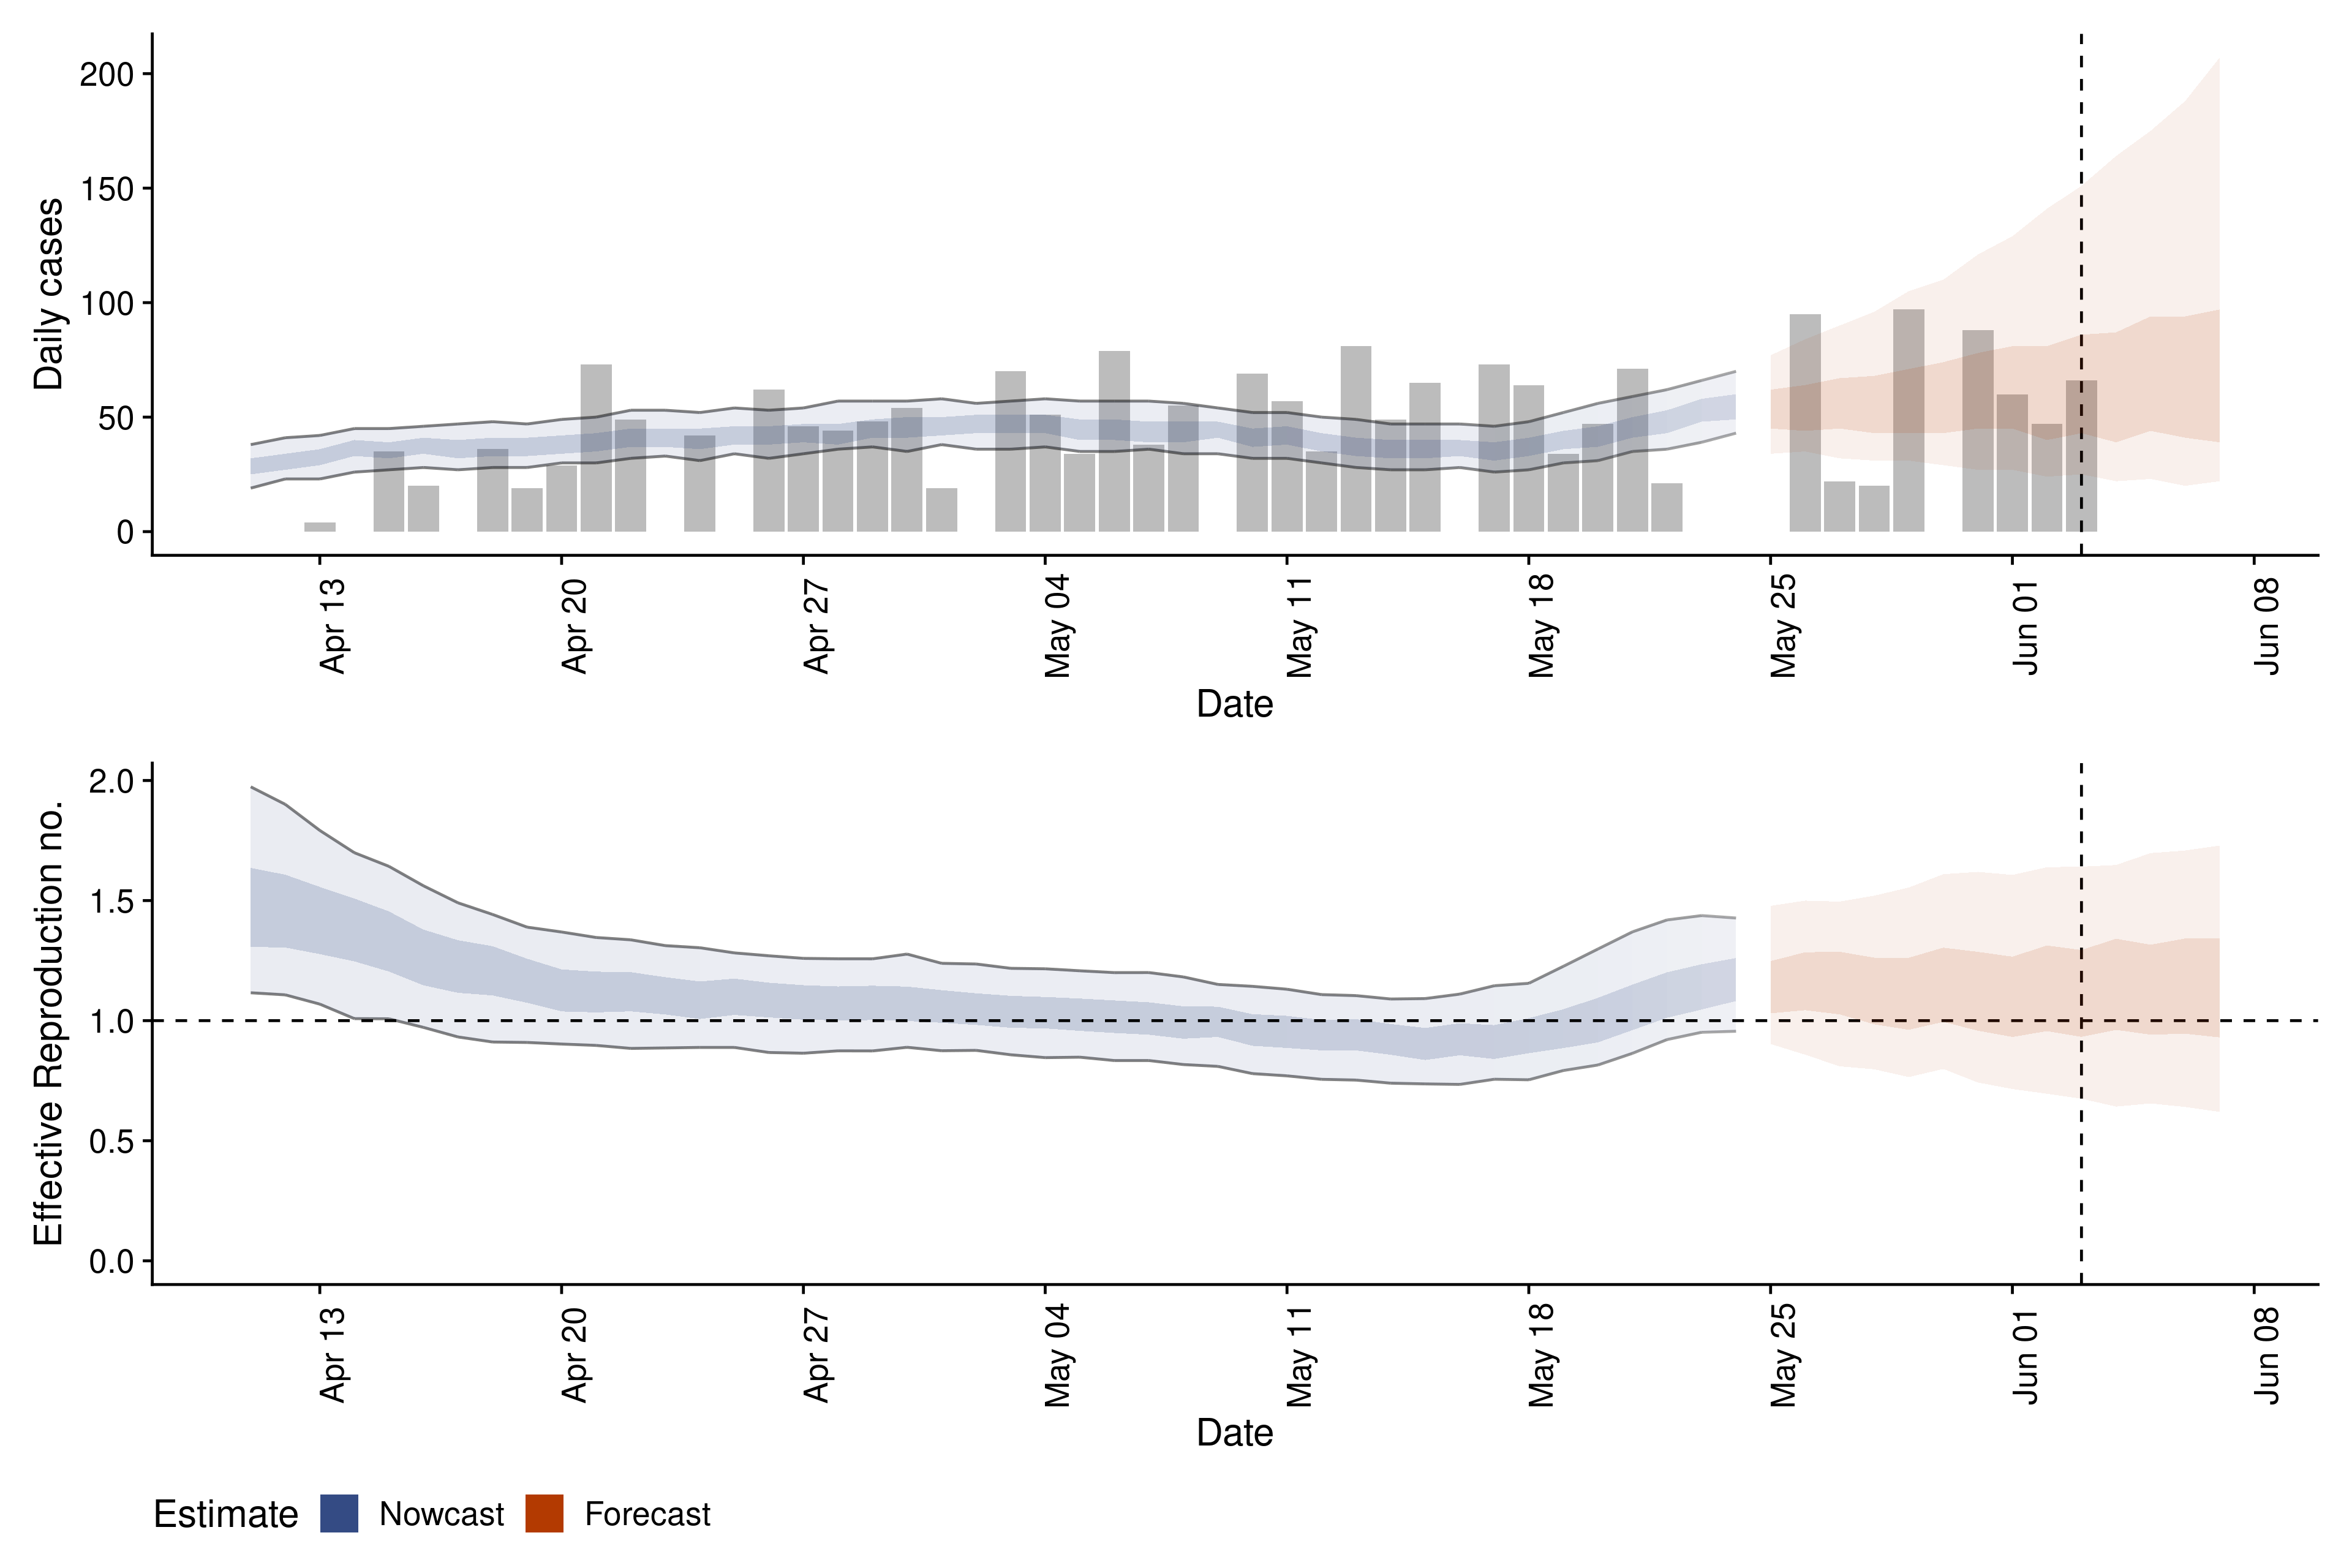 Daily cases
200
150
100
50
0
Apr 13
Apr 20
Apr 27
May 04
May 11
May 18
May 25
Jun 01
Jun 08
Date
Effective Reproduction no.
2.0
1.5
1.0
0.5
0.0
Apr 13
Apr 20
Apr 27
May 04
May 11
May 18
May 25
Jun 01
Jun 08
Date
Estimate Nowcast Forecast